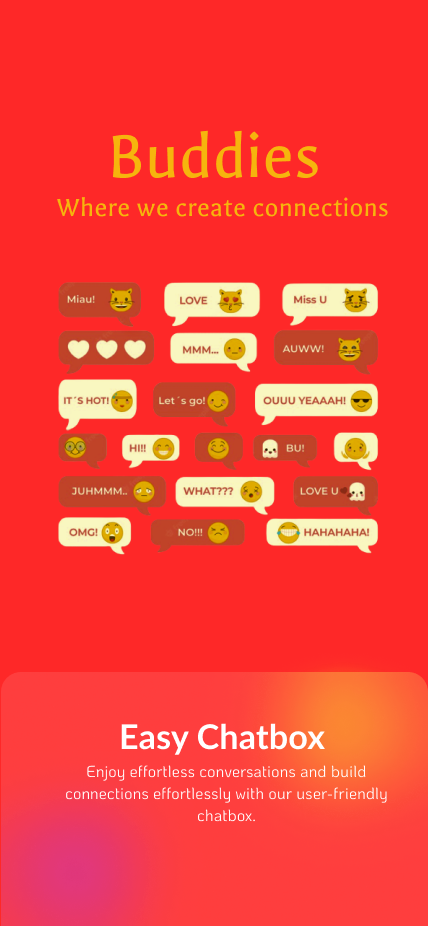 Buddies
Where we create connections
Miau! LOVE Miss U
MMM... AUWW!
IT´S HOT! Let´s go! OUUU YEAAAH!
HI!!! BU!
JUHMMM.. WHAT??? LOVE U
OMG! NO!!! HAHAHAHA!
Easy Chatbox
Enjoy effortless conversations and build
connections effortlessly with our user-friendly
chatbox.